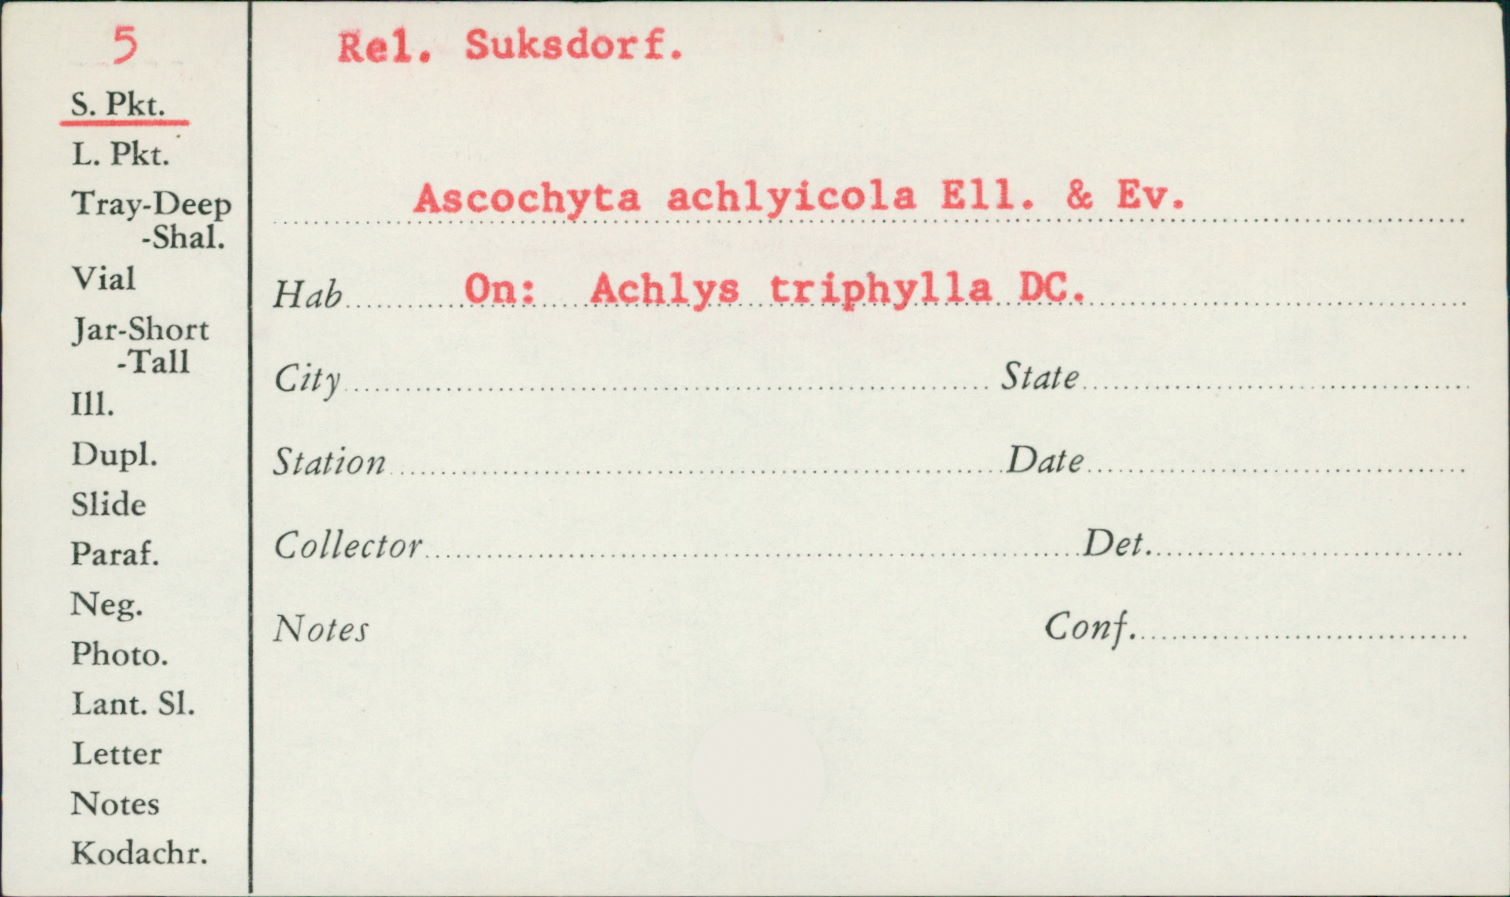 5
S. Pkt.
L. Pkt.
Tray-Deep
-Shal.
Vial
Jar-Short
-Tall
Ill.
Dupl.
Slide
Paraf.
Neg.
Photo.
Lant. Sl.
Letter
Notes
Kodachr.
Rel. Suksdorf.
Ascochyta achlyicola Ell. & Ev.
Hab. On: Achlys triphylla DC.
City State
Station Date
Collector Det.
Notes Conf.